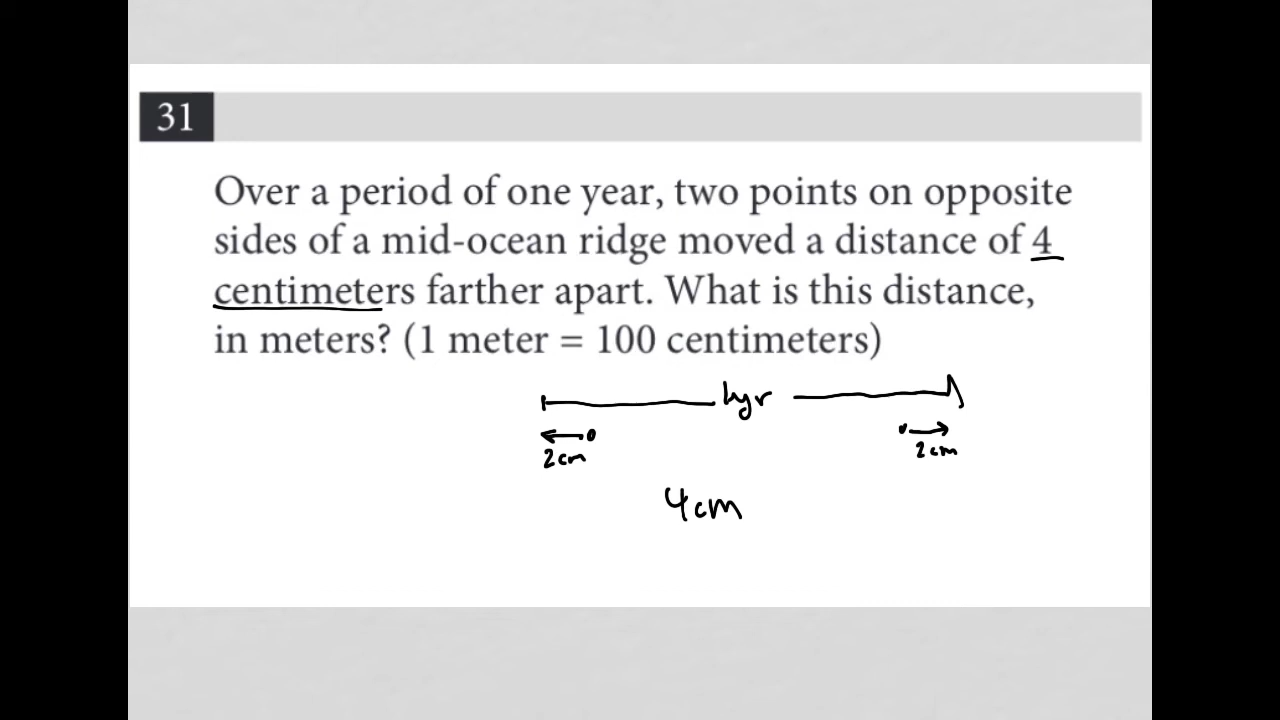 31
Over a period of one year, two points on opposite
sides of a mid-ocean ridge moved a distance of 4
centimeters farther apart. What is this distance,
in meters? (1 meter = 100 centimeters)
1yr
2cm 2cm
4cm